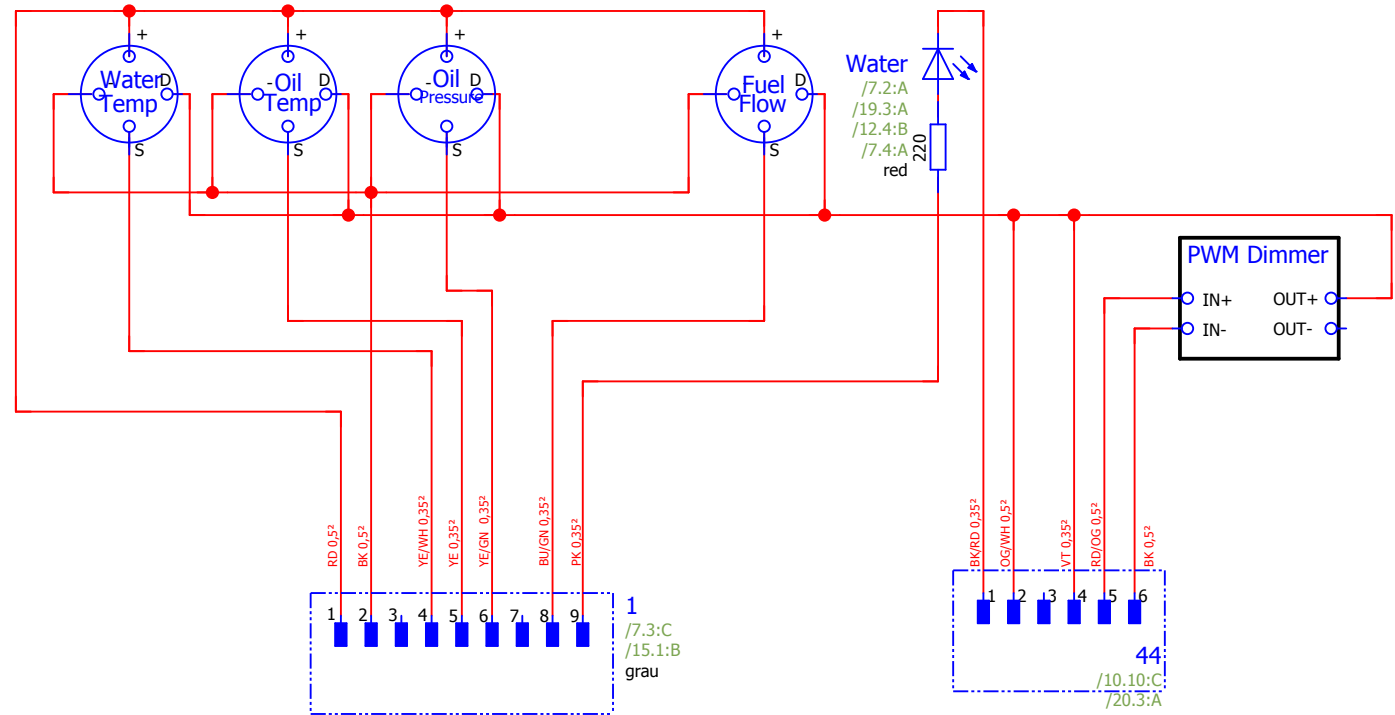 +
+
+
+
- Water D
Temp
- Oil D
Temp
- Oil D
Pressure
- Fuel D
Flow
S
S
S
S
Water
/7.2:A
/19.3:A
/12.4:B
/7.4:A
red
220
PWM Dimmer
IN+ OUT+
IN- OUT-
RD 0,5²
BK 0,5²
YE/WH 0,35²
YE 0,35²
YE/GN 0,35²
BU/GN 0,35²
PK 0,35²
BK/RD 0,35²
OG/WH 0,5²
VT 0,35²
RD/OG 0,5²
BK 0,5²
1 2 3 4 5 6 7 8 9
1
/7.3:C
/15.1:B
grau
1 2 3 4 5 6
44
/10.10:C
/20.3:A